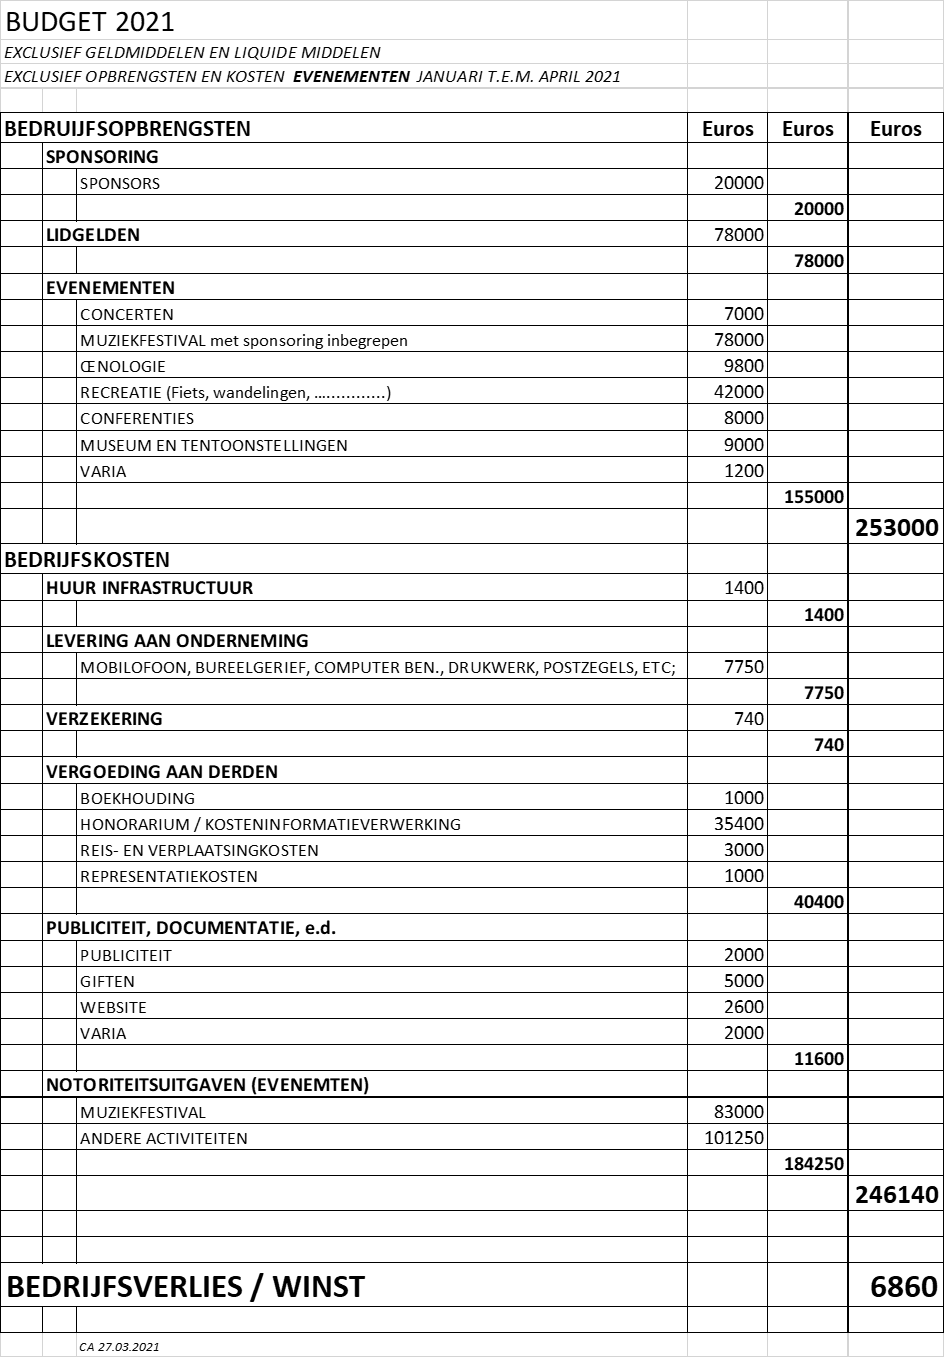 BUDGET 2021
EXCLUSIEF GELDMIDDELEN EN LIQUIDE MIDDELEN
EXCLUSIEF OPBRENGSTEN EN KOSTEN EVENEMENTEN JANUARI T.E.M. APRIL 2021
BEDRUIJFSOPBRENGSTEN Euros Euros Euros
SPONSORING
SPONSORS 20000
20000
LIDGELDEN 78000
78000
EVENEMENTEN
CONCERTEN 7000
MUZIEKFESTIVAL met sponsoring inbegrepen 78000
ŒNOLOGIE 9800
RECREATIE (Fiets, wandelingen, ...............) 42000
CONFERENTIES 8000
MUSEUM EN TENTOONSTELLINGEN 9000
VARIA 1200
155000
253000
BEDRIJFSKOSTEN
HUUR INFRASTRUCTUUR 1400
1400
LEVERING AAN ONDERNEMING
MOBILOFOON, BUREELGERIEF, COMPUTER BEN., DRUKWERK, POSTZEGELS, ETC; 7750
7750
VERZEKERING 740
740
VERGOEDING AAN DERDEN
BOEKHOUDING 1000
HONORARIUM / KOSTENINFORMATIEVERWERKING 35400
REIS- EN VERPLAATSINGKOSTEN 3000
REPRESENTATIEKOSTEN 1000
40400
PUBLICITEIT, DOCUMENTATIE, e.d.
PUBLICITEIT 2000
GIFTEN 5000
WEBSITE 2600
VARIA 2000
11600
NOTORITEITSUITGAVEN (EVENEMTEN)
MUZIEKFESTIVAL 83000
ANDERE ACTIVITEITEN 101250
184250
246140
BEDRIJFSVERLIES / WINST 6860
CA 27.03.2021